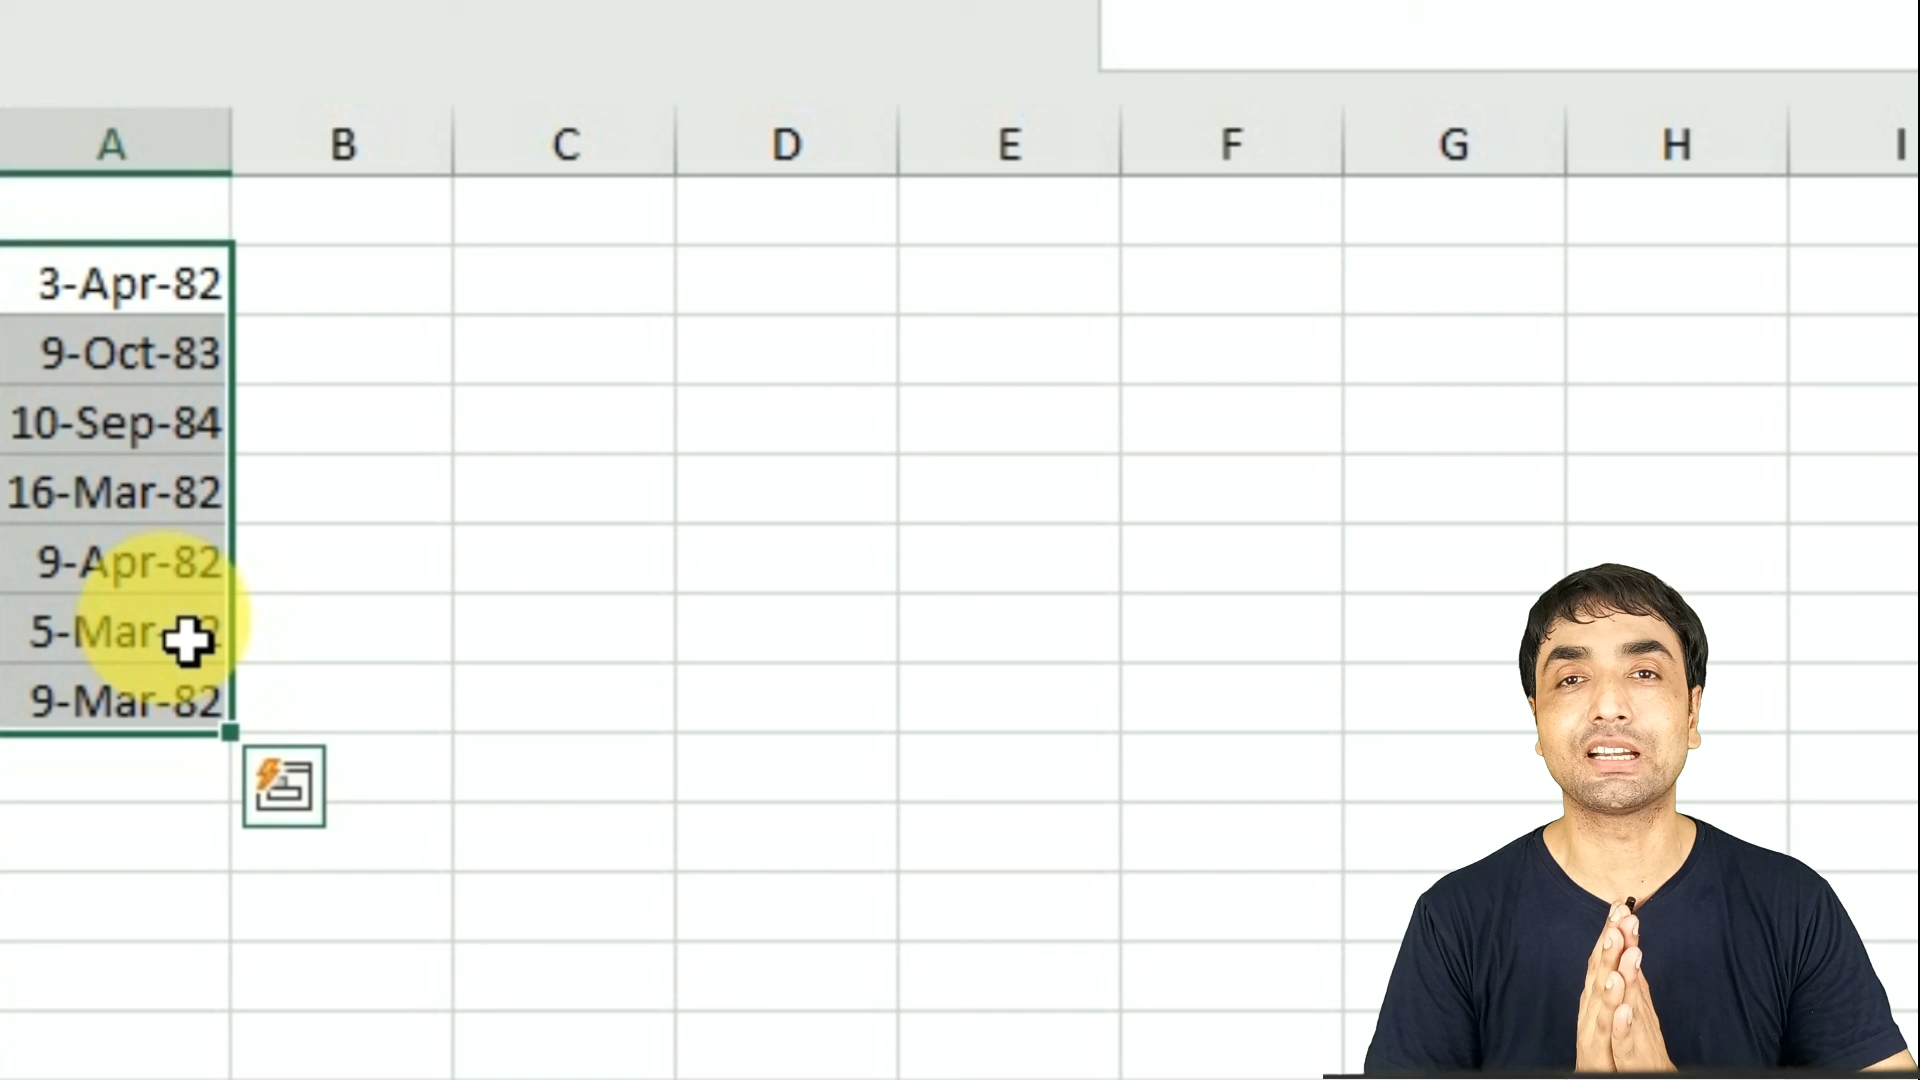 A B C D E F G H I
3-Apr-82
9-Oct-83
10-Sep-84
16-Mar-82
9-Apr-82
5-Mar-82
9-Mar-82